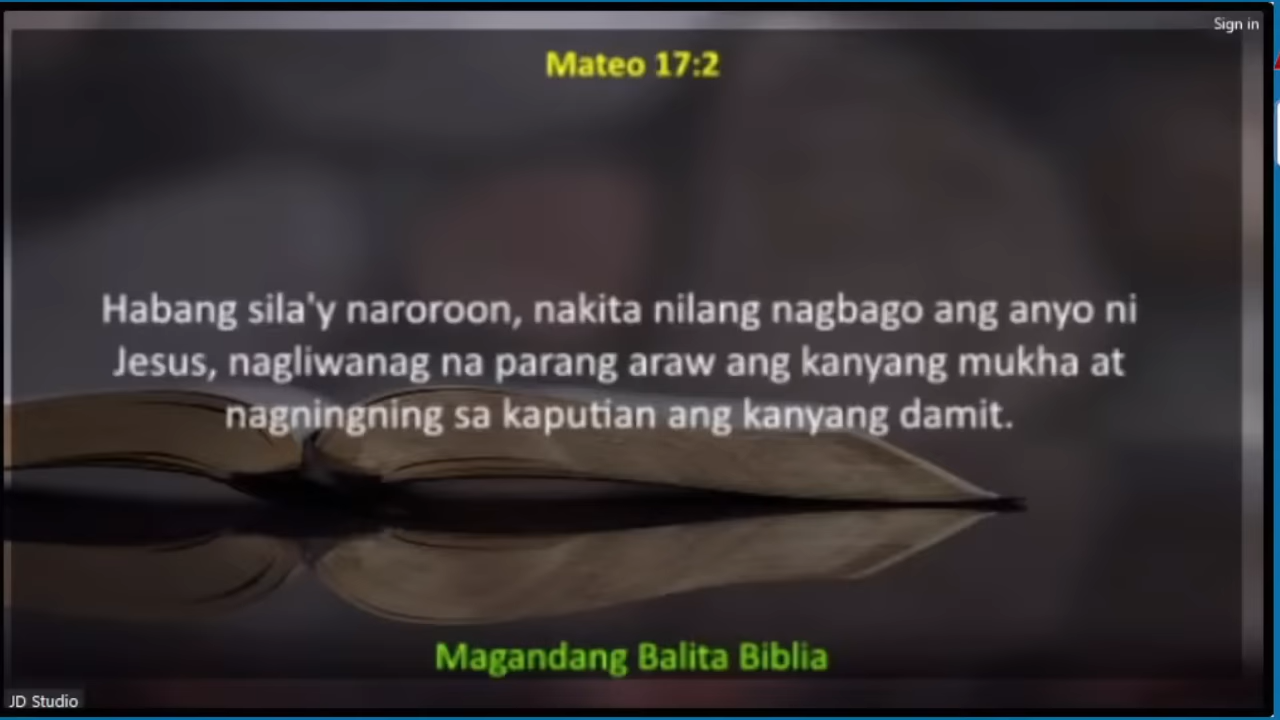 Sign in
Mateo 17:2
Habang sila'y naroroon, nakita nilang nagbago ang anyo ni
Jesus, nagliwanag na parang araw ang kanyang mukha at
nagningning sa kaputian ang kanyang damit.
Magandang Balita Biblia
JD Studio